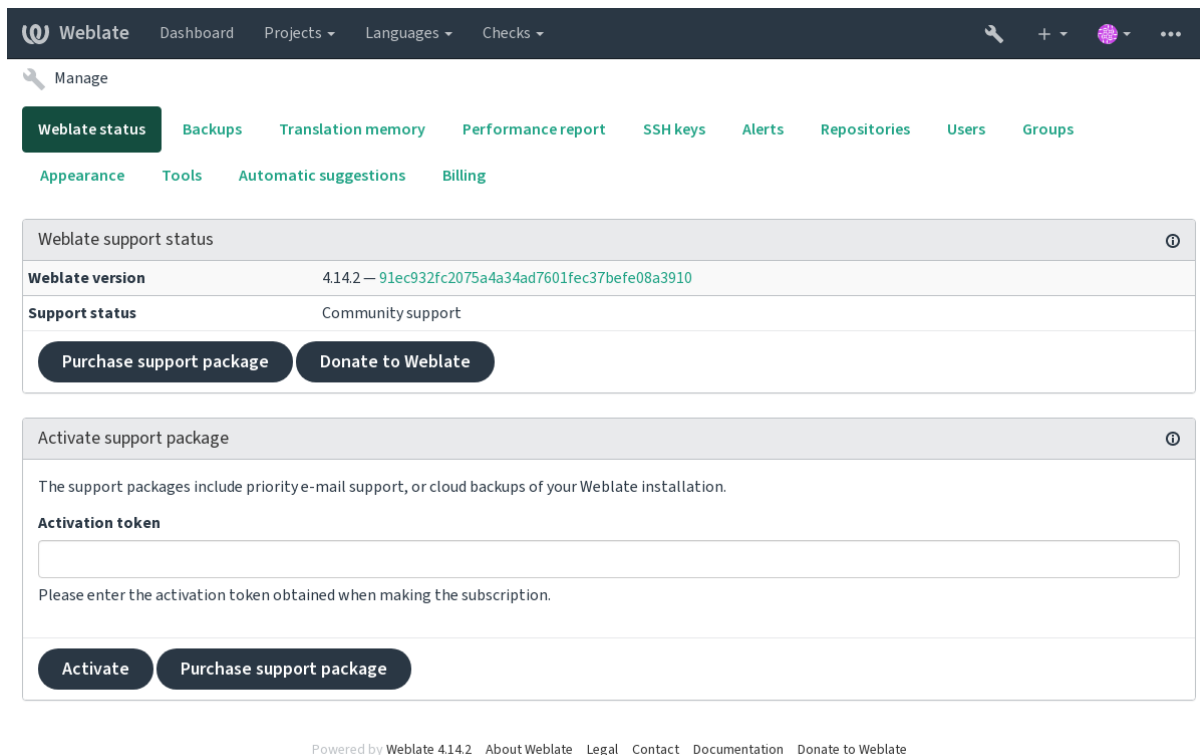 Weblate Dashboard Projects Languages Checks
Manage
Weblate status Backups Translation memory Performance report SSH keys Alerts Repositories Users Groups
Appearance Tools Automatic suggestions Billing
Weblate support status
Weblate version 4.14.2 — 91ec932fc2075a4a34ad7601fec37befe08a3910
Support status Community support
Purchase support package Donate to Weblate
Activate support package
The support packages include priority e-mail support, or cloud backups of your Weblate installation.
Activation token
Please enter the activation token obtained when making the subscription.
Activate Purchase support package
Powered by Weblate 4.14.2 About Weblate Legal Contact Documentation Donate to Weblate